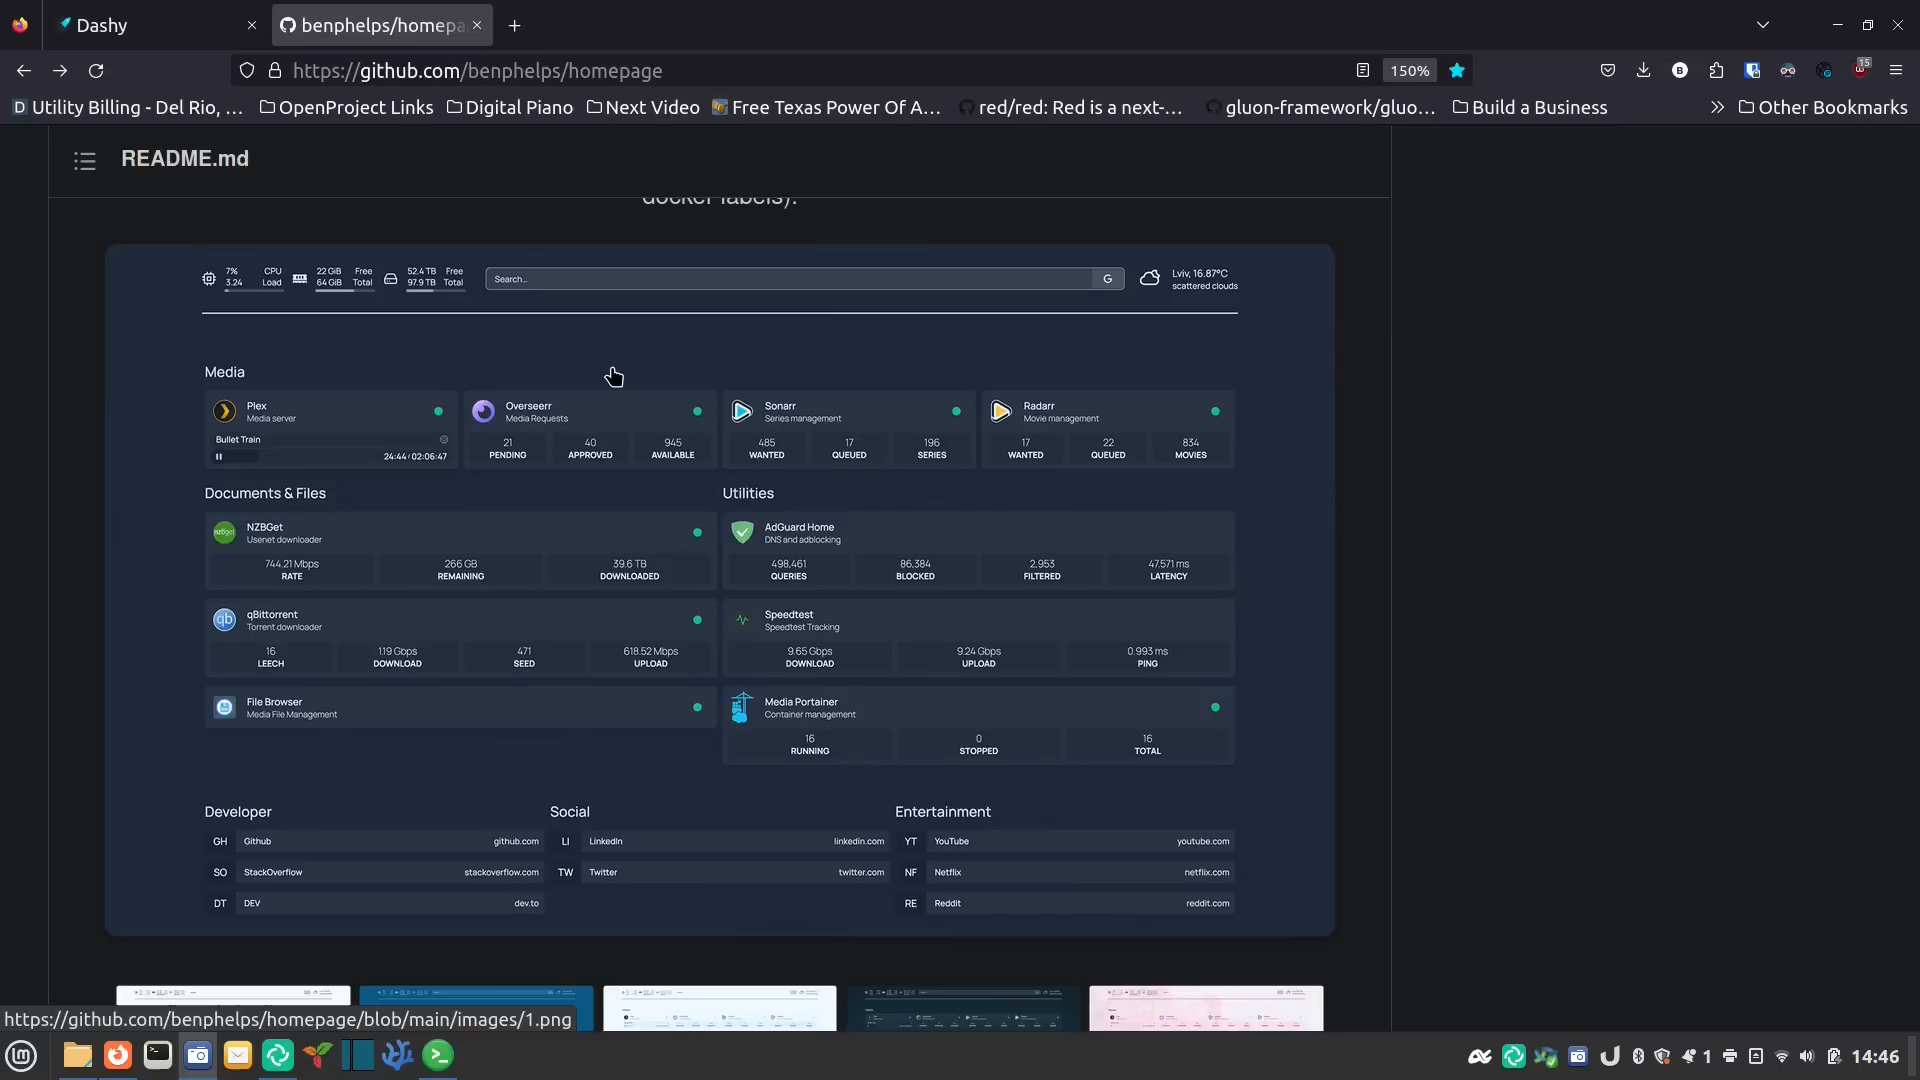 Dashy
benphelps/homepa
https://github.com/benphelps/homepage
150%
15
Utility Billing - Del Rio, ...
OpenProject Links
Digital Piano
Next Video
Free Texas Power Of A...
red/red: Red is a next-...
gluon-framework/gluo...
Build a Business
Other Bookmarks
README.md
docker labels).
7% CPU
3.24 Load
22 GiB Free
64 GiB Total
52.4 TB Free
97.9 TB Total
Search...
G
Lviv, 16.87°C
scattered clouds
Media
Plex
Media server
Bullet Train
24:44 / 02:06:47
Overseerr
Media Requests
21 40 945
PENDING APPROVED AVAILABLE
Sonarr
Series management
485 17 196
WANTED QUEUED SERIES
Radarr
Movie management
17 22 834
WANTED QUEUED MOVIES
Documents & Files
nzbget
NZBGet
Usenet downloader
744.21 Mbps 266 GB 39.6 TB
RATE REMAINING DOWNLOADED
qb
qBittorrent
Torrent downloader
16 1.19 Gbps 471 618.52 Mbps
LEECH DOWNLOAD SEED UPLOAD
File Browser
Media File Management
Utilities
AdGuard Home
DNS and adblocking
498,461 86,384 2,953 47.571 ms
QUERIES BLOCKED FILTERED LATENCY
Speedtest
Speedtest Tracking
9.65 Gbps 9.24 Gbps 0.993 ms
DOWNLOAD UPLOAD PING
Media Portainer
Container management
16 0 16
RUNNING STOPPED TOTAL
Developer
GH Github github.com
SO StackOverflow stackoverflow.com
DT DEV dev.to
Social
LI LinkedIn linkedin.com
TW Twitter twitter.com
Entertainment
YT YouTube youtube.com
NF Netflix netflix.com
RE Reddit reddit.com
https://github.com/benphelps/homepage/blob/main/images/1.png
1
14:46